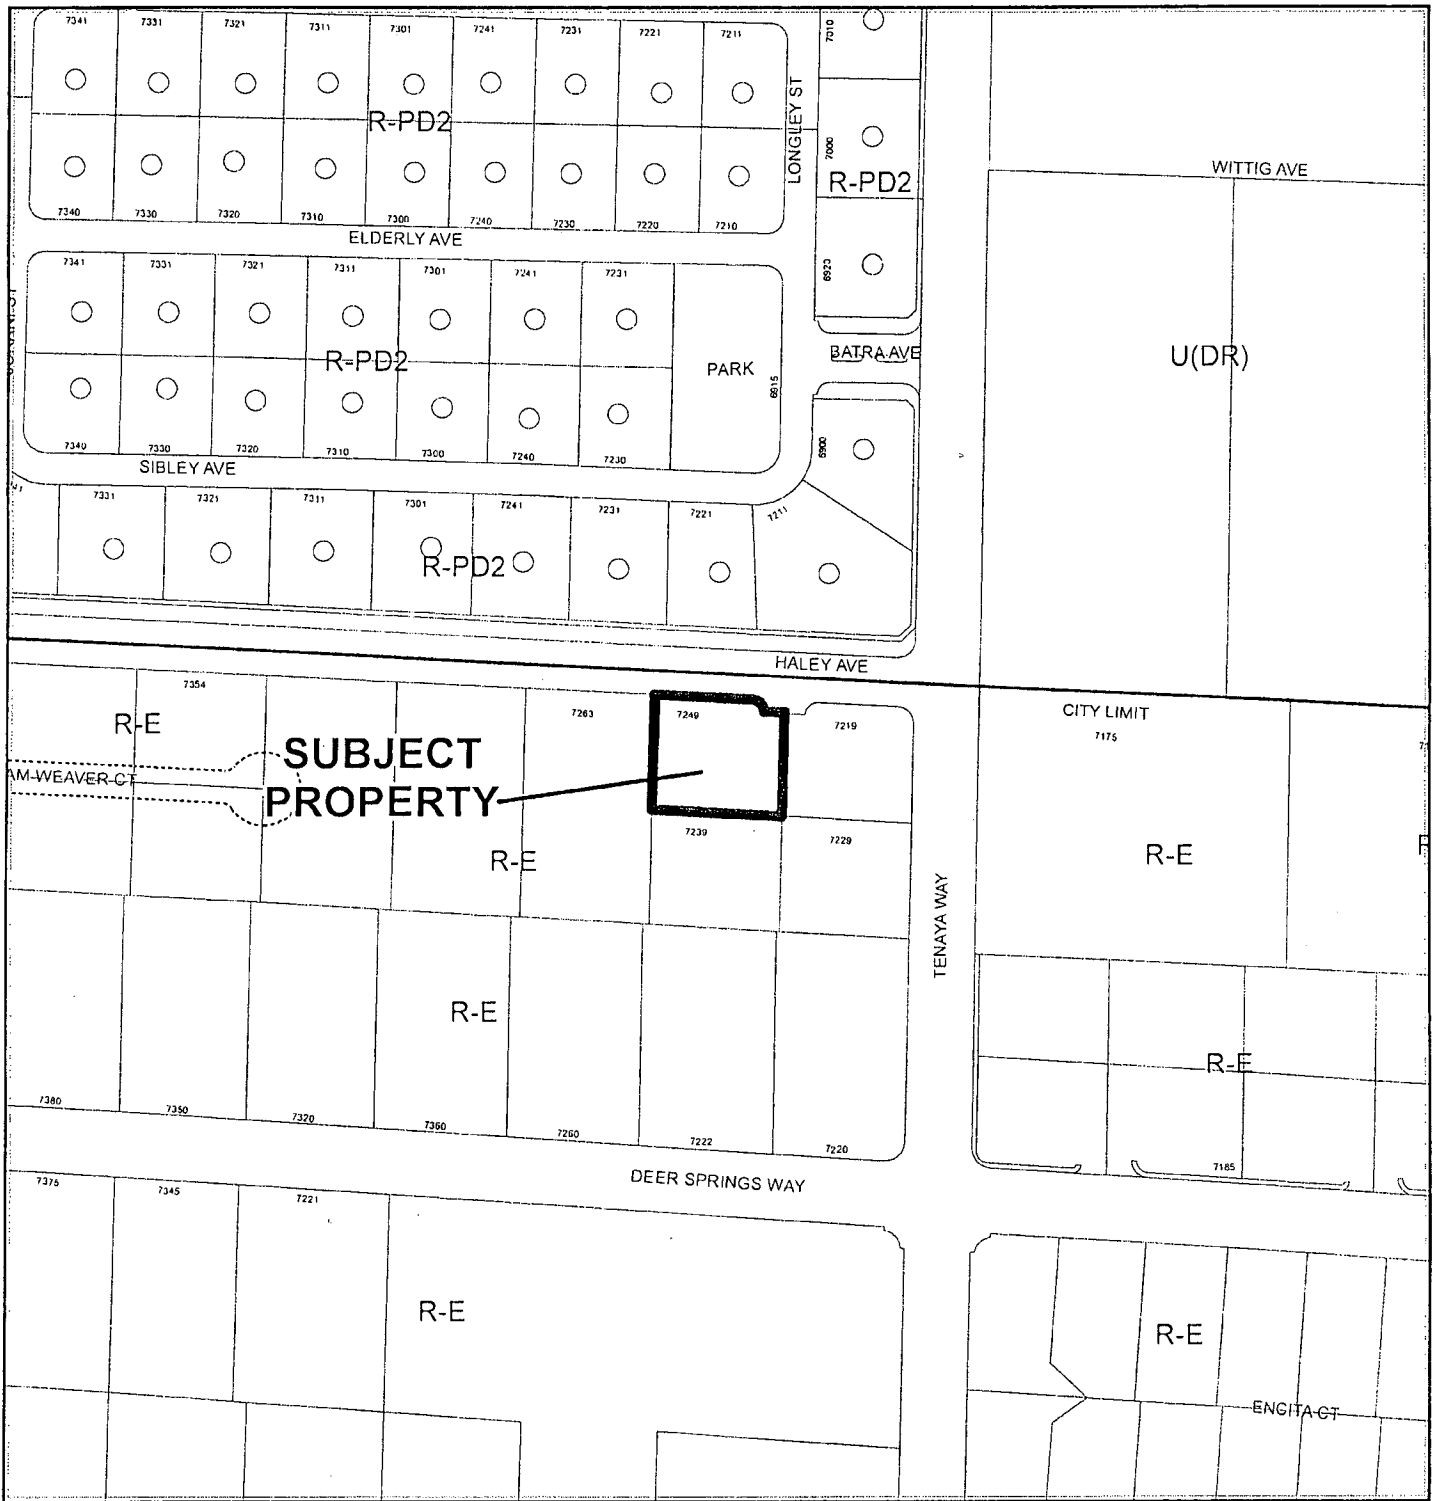 7341 7331 7321 7311 7301 7241 7231 7221 7211
7010
R-PD2
LONGLEY ST
7000
R-PD2
WITTIG AVE
7340 7330 7320 7310 7300 7240 7230 7220 7210
ELDERLY AVE
7341 7331 7321 7311 7301 7241 7231
6923
R-PD2
PARK
6915
BATRA AVE
U(DR)
7340 7330 7320 7310 7300 7240 7230
6900
SIBLEY AVE
7331 7321 7311 7301 7241 7231 7221 7211
R-PD2
HALEY AVE
7354 7263 7249 7219
CITY LIMIT
7175
R-E
SUBJECT
PROPERTY
AM WEAVER CT
7239 7229
R-E
R-E
TENAYA WAY
R-E
R-E
7380 7350 7320 7360 7260 7222 7220
7185
DEER SPRINGS WAY
7375 7345 7221
R-E
R-E
ENGITA CT